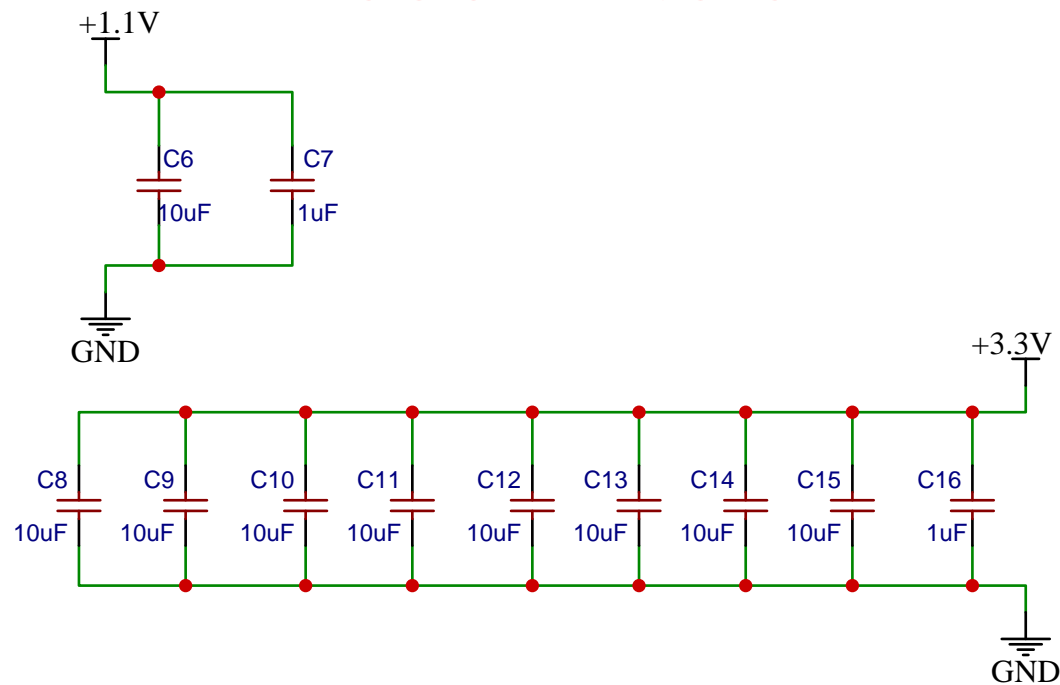 +1.1V
C6 C7
10uF 1uF
GND
+3.3V
C8 C9 C10 C11 C12 C13 C14 C15 C16
10uF 10uF 10uF 10uF 10uF 10uF 10uF 10uF 1uF
GND